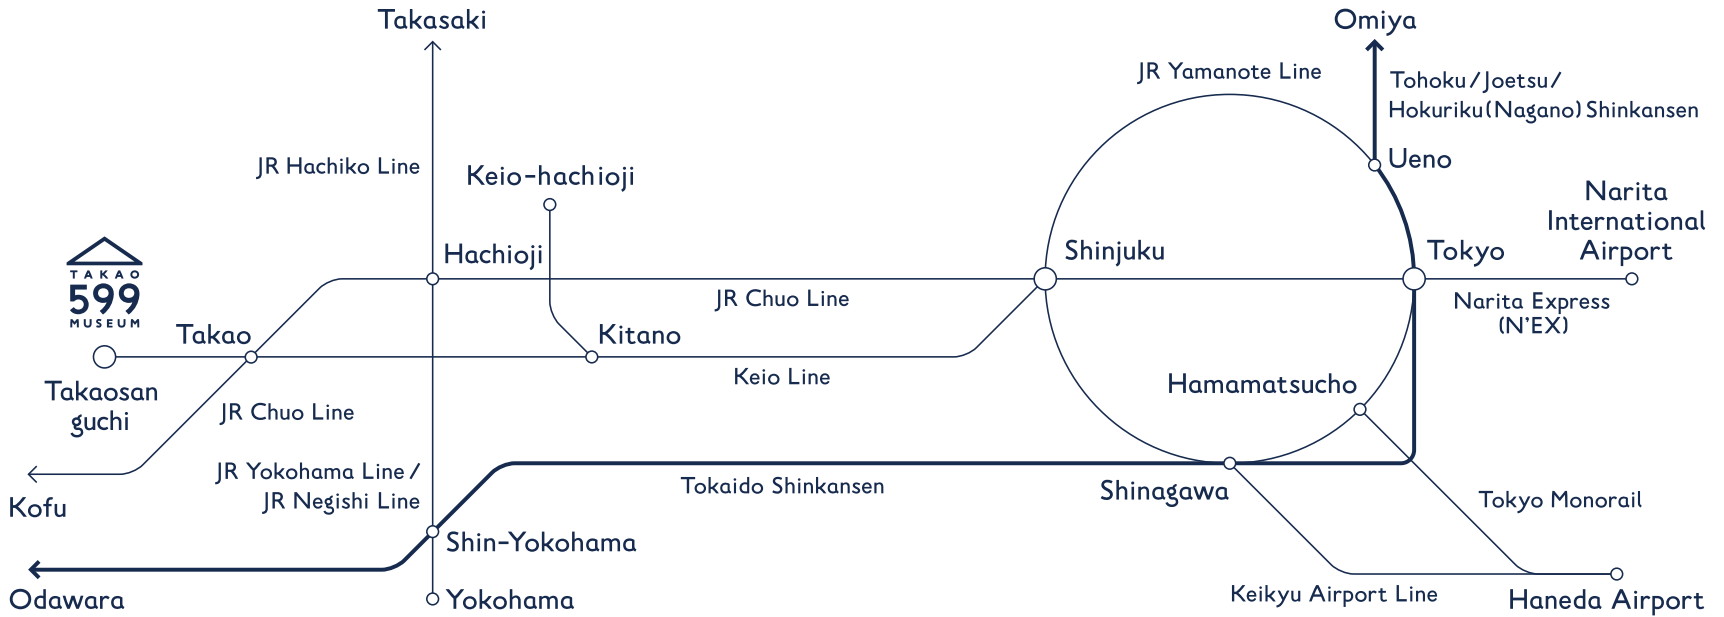 Takasaki
Omiya
JR Yamanote Line
Tohoku/Joetsu/
Hokuriku(Nagano)Shinkansen
JR Hachiko Line
Keio-hachioji
Ueno
Narita
International
Airport
Hachioji
Shinjuku
Tokyo
TAKAO
599
MUSEUM
JR Chuo Line
Narita Express
(N'EX)
Takao
Kitano
Keio Line
Takaosan
guchi
Hamamatsucho
JR Chuo Line
JR Yokohama Line/
JR Negishi Line
Tokaido Shinkansen
Shinagawa
Tokyo Monorail
Kofu
Shin-Yokohama
Odawara
Yokohama
Keikyu Airport Line
Haneda Airport